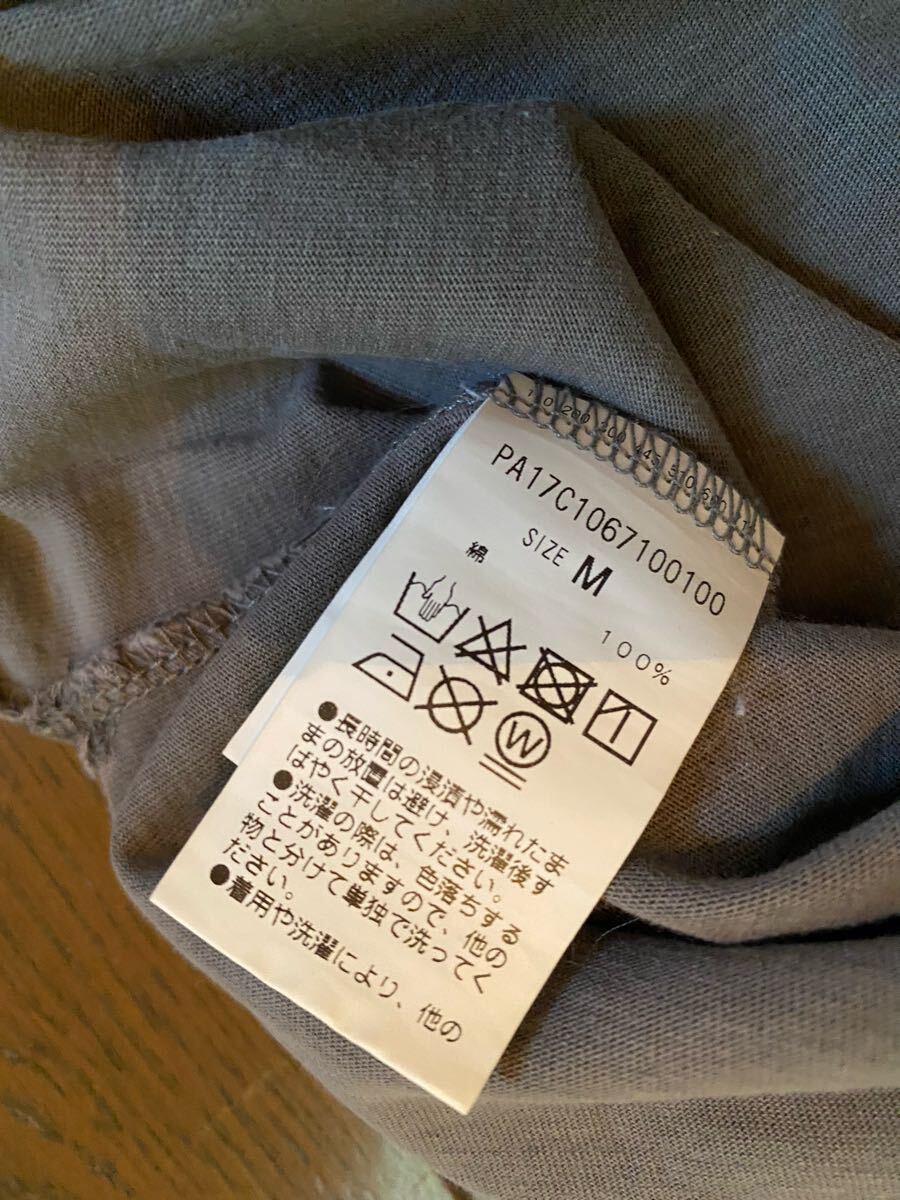 PA17C1067100100
SIZE M
綿 100%
W
●長時間の浸漬や濡れたま
まの放置は避け、洗濯後す
はやく干してください。
●洗濯の際は、色落ちする
ことがありますので、他の
物と分けて単独で洗ってく
ださい。
●着用や洗濯により、他の